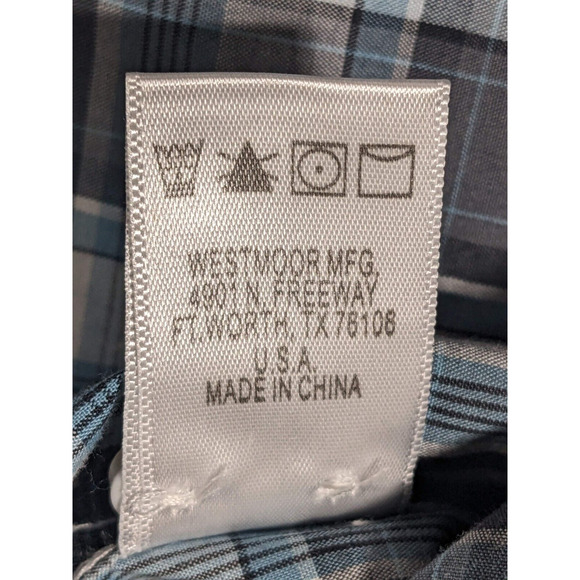 WESTMOOR MFG.
4901 N. FREEWAY
FT. WORTH, TX 76106
U.S.A.
MADE IN CHINA